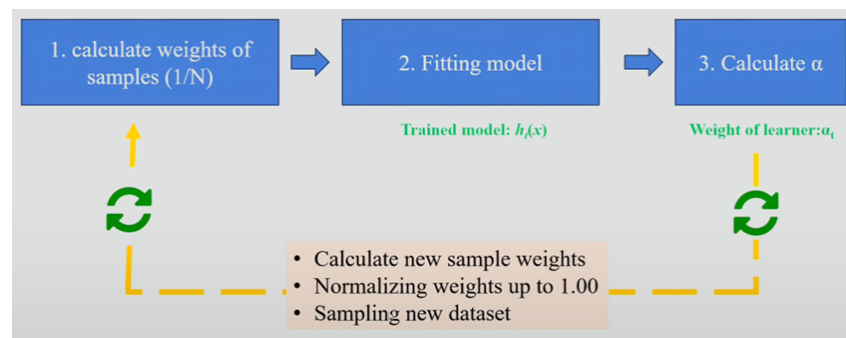 1. calculate weights of
samples (1/N)
2. Fitting model
3. Calculate α
Trained model: hₜ(x)
Weight of learner:αₜ
• Calculate new sample weights
• Normalizing weights up to 1.00
• Sampling new dataset